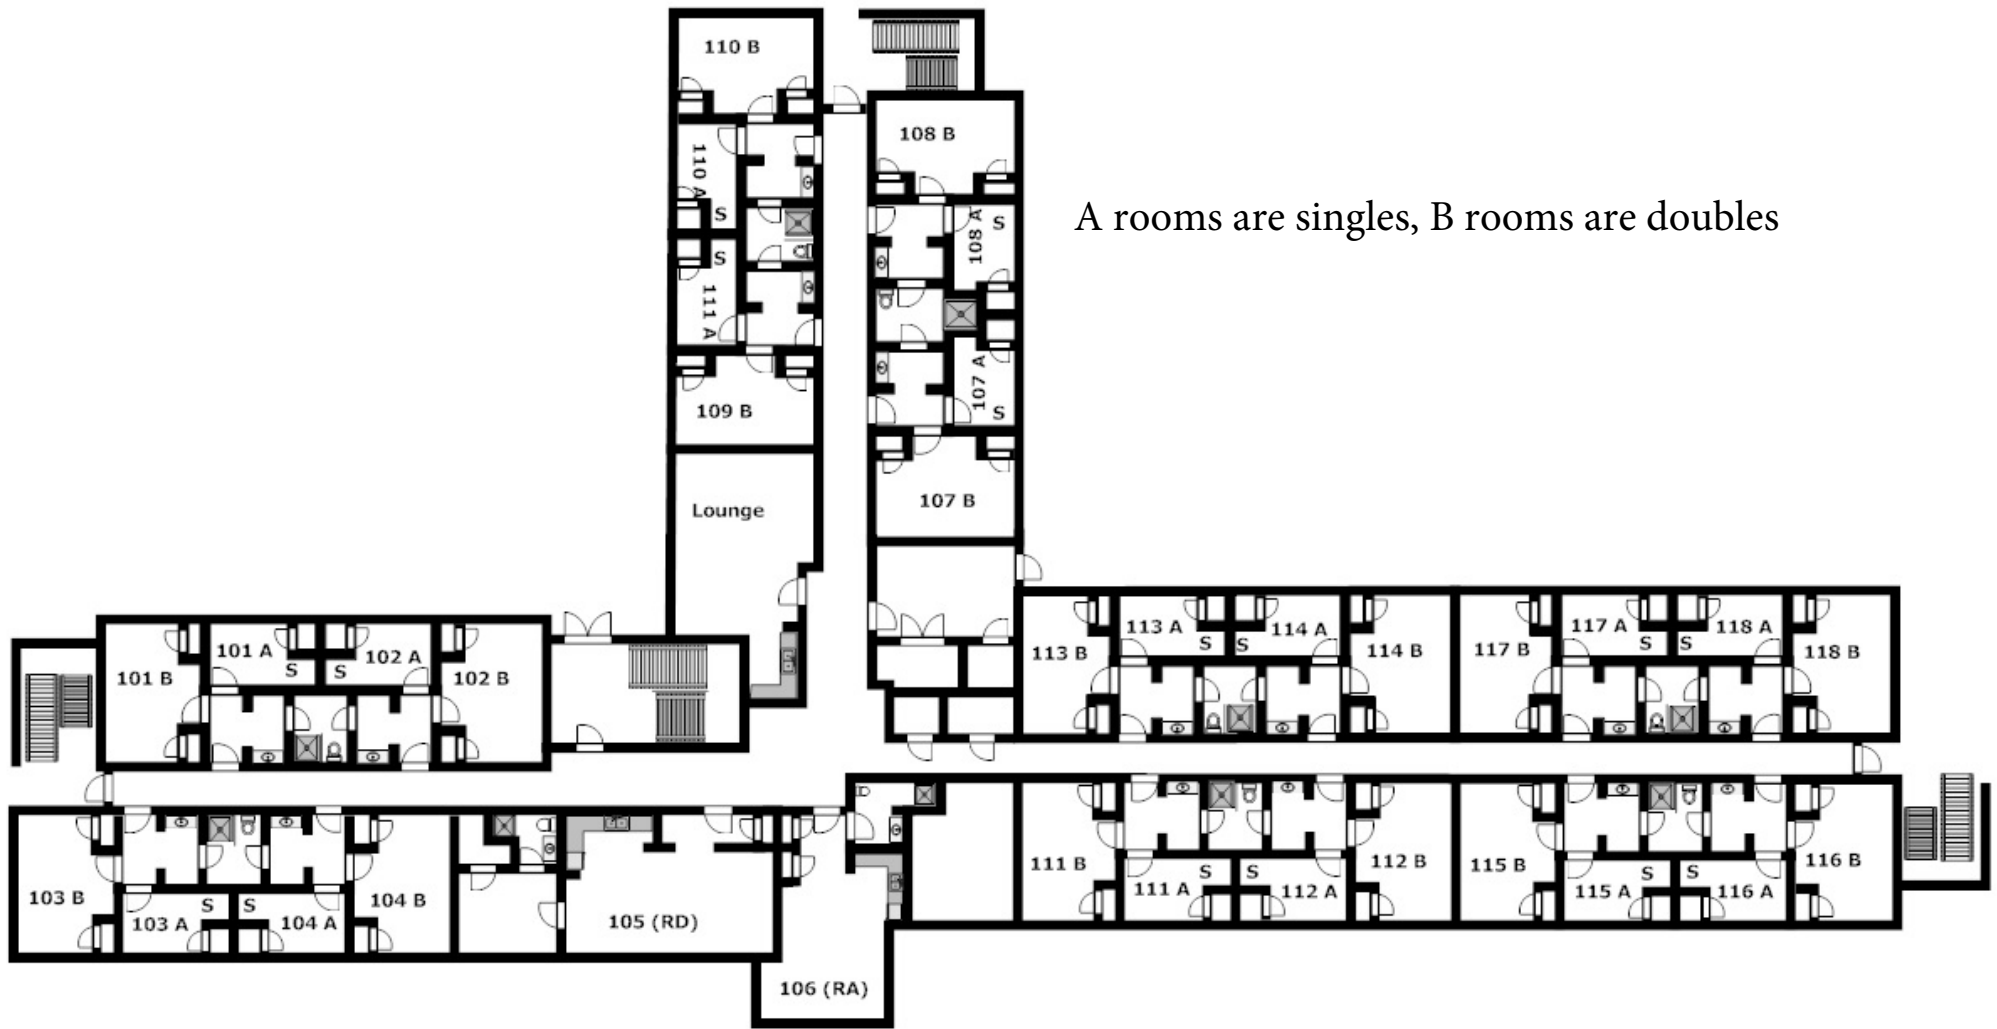 110 B
108 B
110 A
S
A rooms are singles, B rooms are doubles
108 A
S
S
111 A
107 A
S
109 B
107 B
Lounge
101 B
101 A
S
S
102 A
102 B
113 B
113 A
S
S
114 A
114 B
117 B
117 A
S
S
118 A
118 B
103 B
103 A
S
S
104 A
104 B
105 (RD)
106 (RA)
111 B
111 A
S
S
112 A
112 B
115 B
115 A
S
S
116 A
116 B